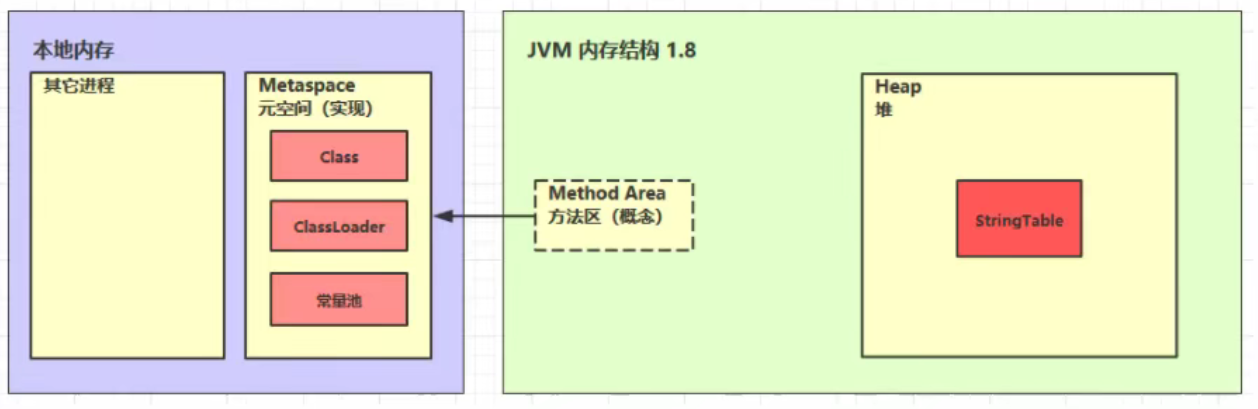 本地内存
其它进程
Metaspace
元空间（实现）
Class
ClassLoader
常量池
JVM 内存结构 1.8
Method Area
方法区（概念）
Heap
堆
StringTable